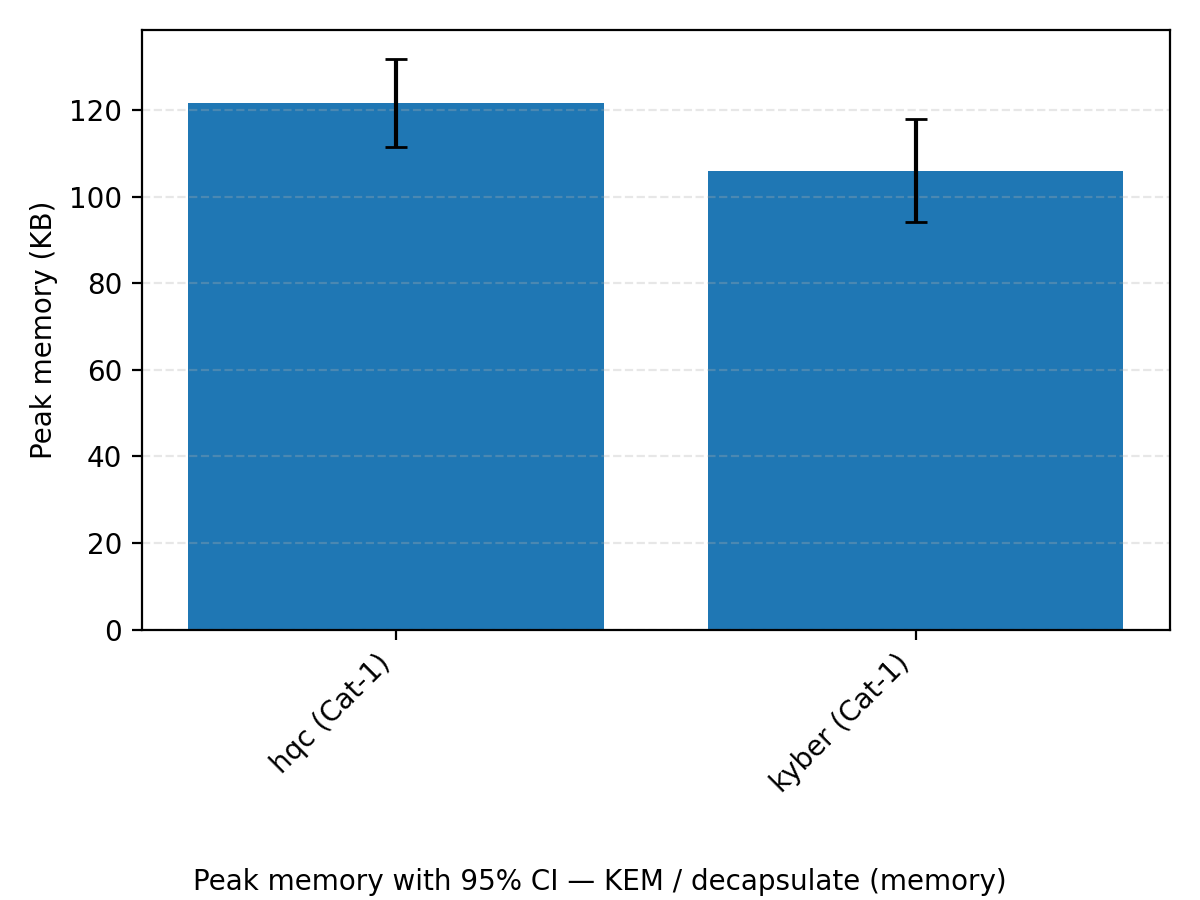 Peak memory (KB)
120
100
80
60
40
20
0
hqc (Cat-1)
kyber (Cat-1)
Peak memory with 95% CI — KEM / decapsulate (memory)